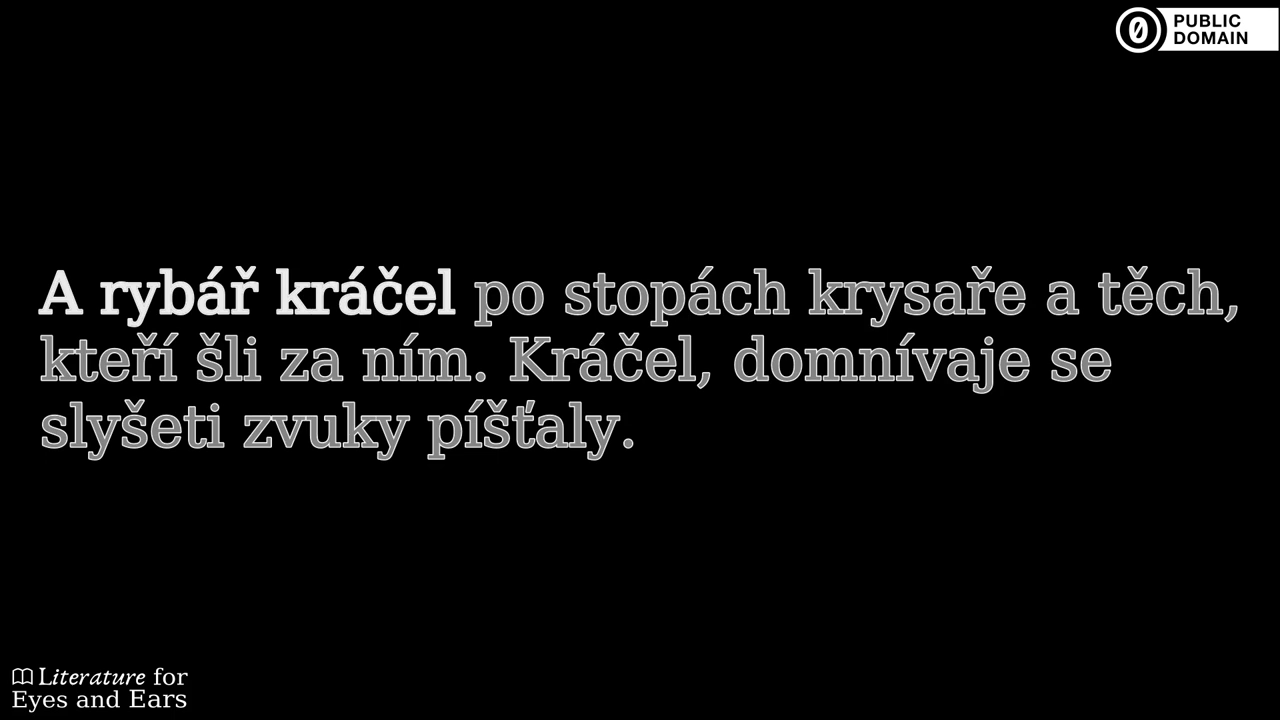 PUBLIC
DOMAIN
A rybář kráčel po stopách krysaře a těch,
kteří šli za ním. Kráčel, domnívaje se
slyšeti zvuky píšťaly.
Literature for
Eyes and Ears